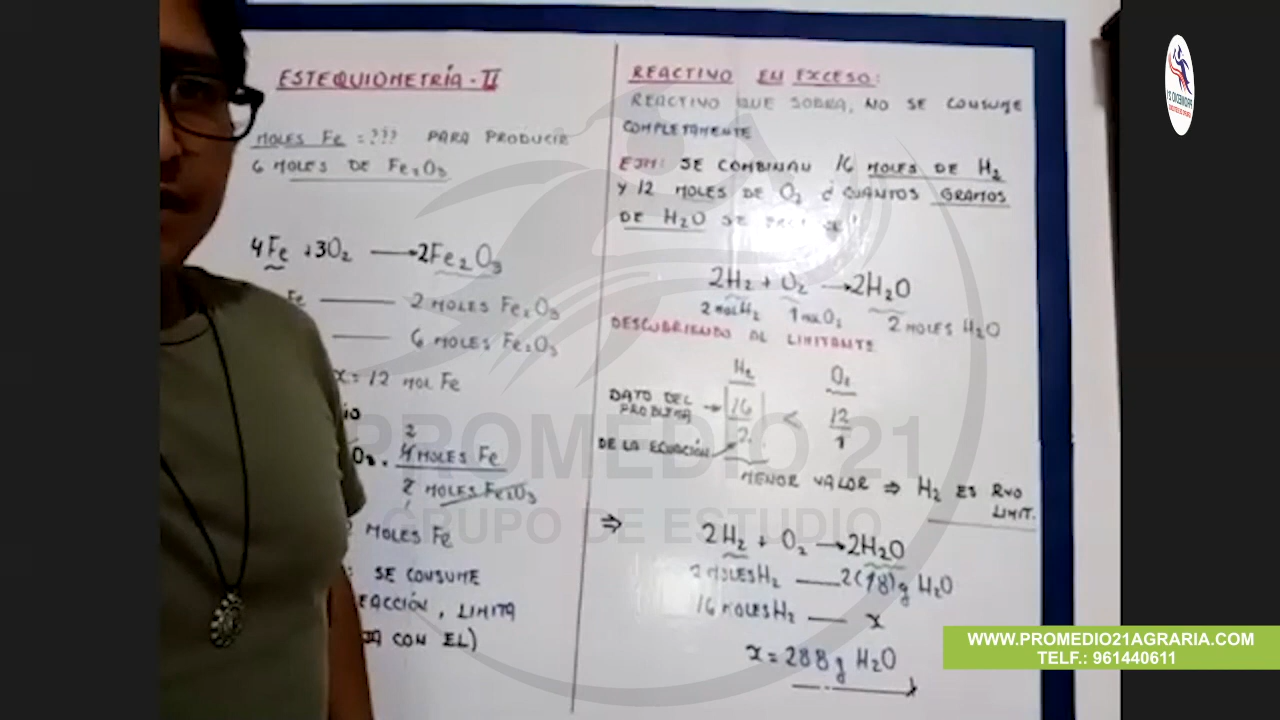 ESTEQUIOMETRÍA - II
MOLES Fe = ??? PARA PRODUCIR
6 MOLES DE Fe₂O₃
4Fe + 3O₂ → 2Fe₂O₃
Fe — 2 MOLES Fe₂O₃
— 6 MOLES Fe₂O₃
x = 12 MOL Fe
2
4 MOLES Fe
2 MOLES Fe₂O₃
1
MOLES Fe
: SE CONSUME
EACCIÓN, LIMITA
CON EL)
REACTIVO EN EXCESO:
REACTIVO QUE SOBRA, NO SE CONSUME
COMPLETAMENTE
EJM: SE COMBINAN 16 MOLES DE H₂
Y 12 MOLES DE O₂ ¿ CUANTOS GRAMOS
DE H₂O SE
2H₂ + O₂ → 2H₂O
2 mol H₂ 1 mol O₂ 2 MOLES H₂O
DESCUBRIENDO AL LIMITANTE
H₂ O₂
DATO DEL PROBLEMA → 16 < 12
DE LA ECUACIÓN → 2 1
MENOR VALOR ⇒ H₂ ES RVO
LIMIT.
⇒ 2H₂ + O₂ → 2H₂O
2 MOLES H₂ — 2(18)g H₂O
16 MOLES H₂ — x
x = 288 g H₂O
PROMEDIO 21
GRUPO DE ESTUDIO
WWW.PROMEDIO21AGRARIA.COM
TELF.: 961440611